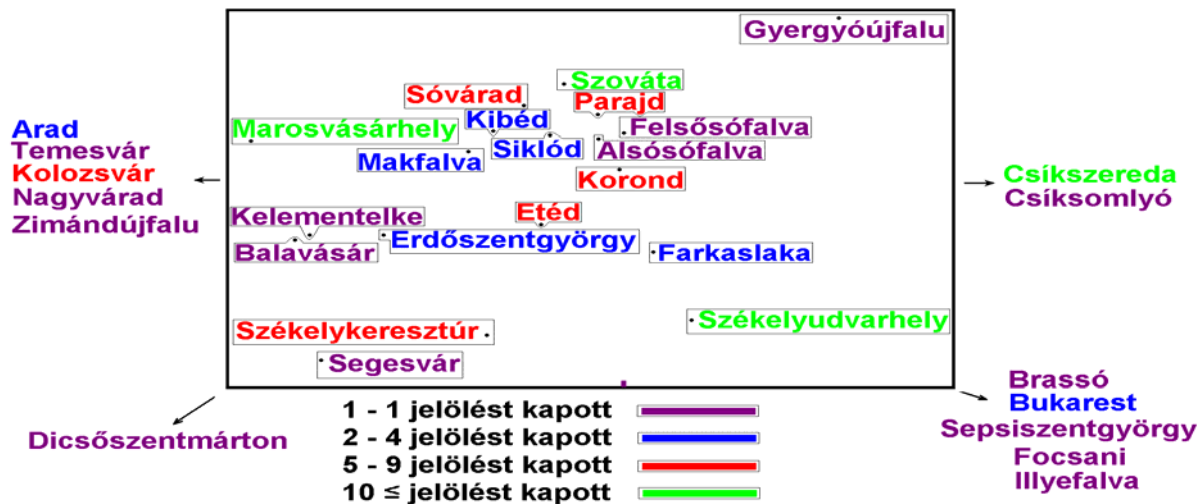 Gyergyóújfalu
Szováta
Sóvárad
Parajd
Kibéd
Felsősófalva
Marosvásárhely
Siklód
Alsósófalva
Makfalva
Korond
Arad
Temesvár
Kolozsvár
Nagyvárad
Zimándújfalu
Csíkszereda
Csíksomlyó
Kelementelke
Etéd
Erdőszentgyörgy
Balavásár
Farkaslaka
Székelykeresztúr
Székelyudvarhely
Segesvár
Dicsőszentmárton
Brassó
Bukarest
Sepsiszentgyörgy
Focsani
Illyefalva
1 - 1 jelölést kapott
2 - 4 jelölést kapott
5 - 9 jelölést kapott
10 ≤ jelölést kapott